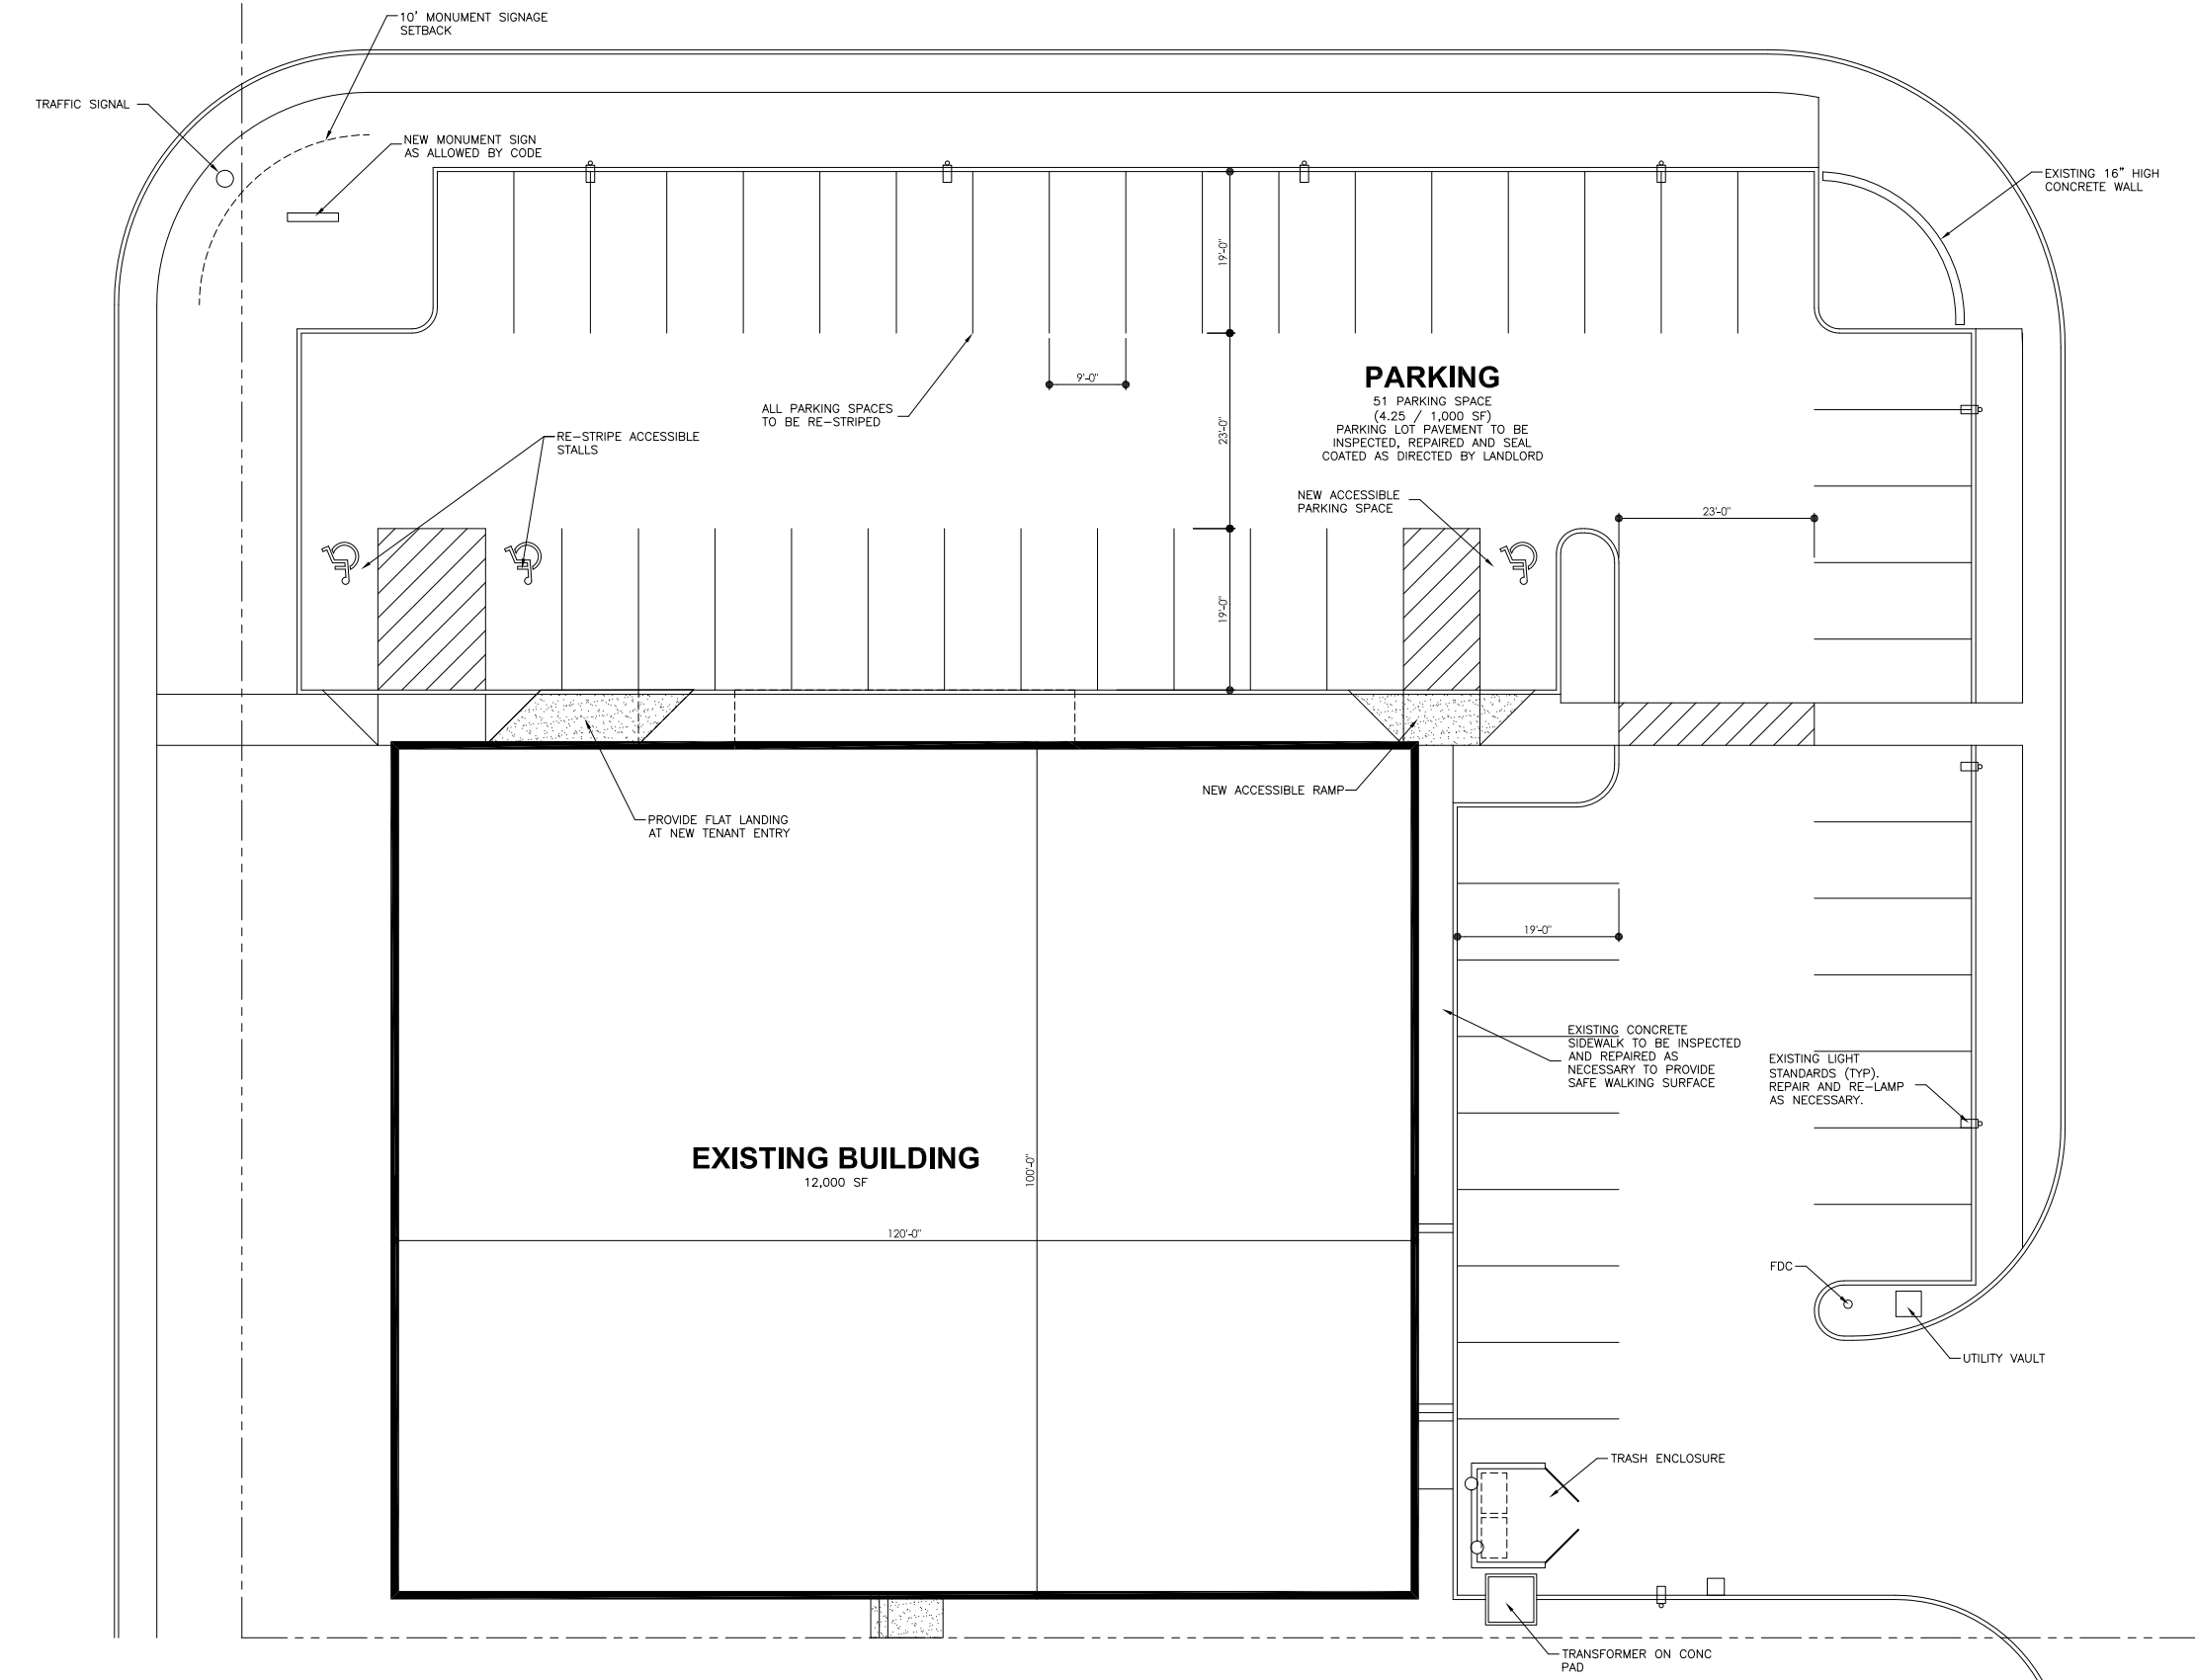 10' MONUMENT SIGNAGE
SETBACK
TRAFFIC SIGNAL
NEW MONUMENT SIGN
AS ALLOWED BY CODE
EXISTING 16" HIGH
CONCRETE WALL
19'-0"
9'-0"
23'-0"
PARKING
51 PARKING SPACE
(4.25 / 1,000 SF)
PARKING LOT PAVEMENT TO BE
INSPECTED, REPAIRED AND SEAL
COATED AS DIRECTED BY LANDLORD
ALL PARKING SPACES
TO BE RE-STRIPED
RE-STRIPE ACCESSIBLE
STALLS
NEW ACCESSIBLE
PARKING SPACE
23'-0"
19'-0"
NEW ACCESSIBLE RAMP
PROVIDE FLAT LANDING
AT NEW TENANT ENTRY
19'-0"
EXISTING CONCRETE
SIDEWALK TO BE INSPECTED
AND REPAIRED AS
NECESSARY TO PROVIDE
SAFE WALKING SURFACE
EXISTING LIGHT
STANDARDS (TYP).
REPAIR AND RE-LAMP
AS NECESSARY.
EXISTING BUILDING
12,000 SF
100'-0"
120'-0"
FDC
UTILITY VAULT
TRASH ENCLOSURE
TRANSFORMER ON CONC
PAD